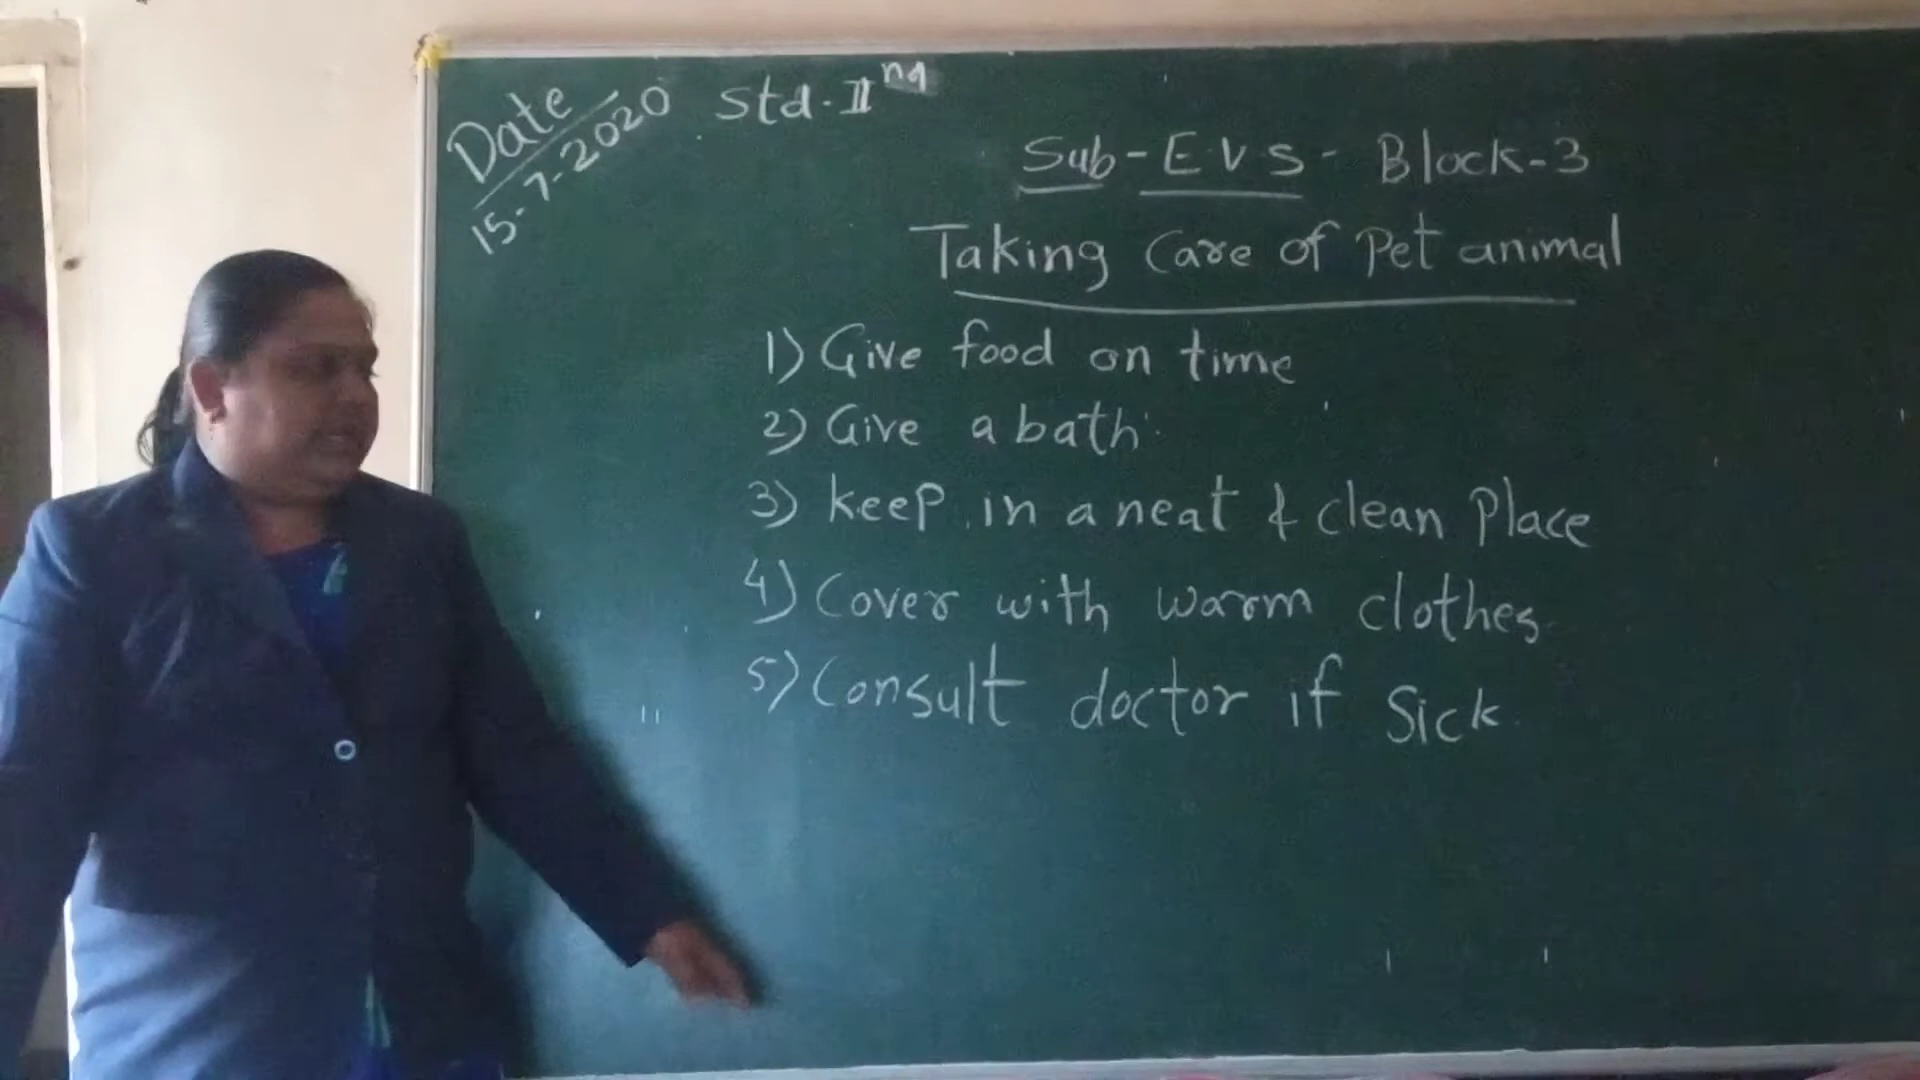 Date
15-7-2020
Std-IInd
Sub-EVS- Block-3
Taking Care of Pet animal
1) Give food on time
2) Give a bath
3) keep in a neat & clean Place
4) Cover with warm clothes
5) Consult doctor if Sick